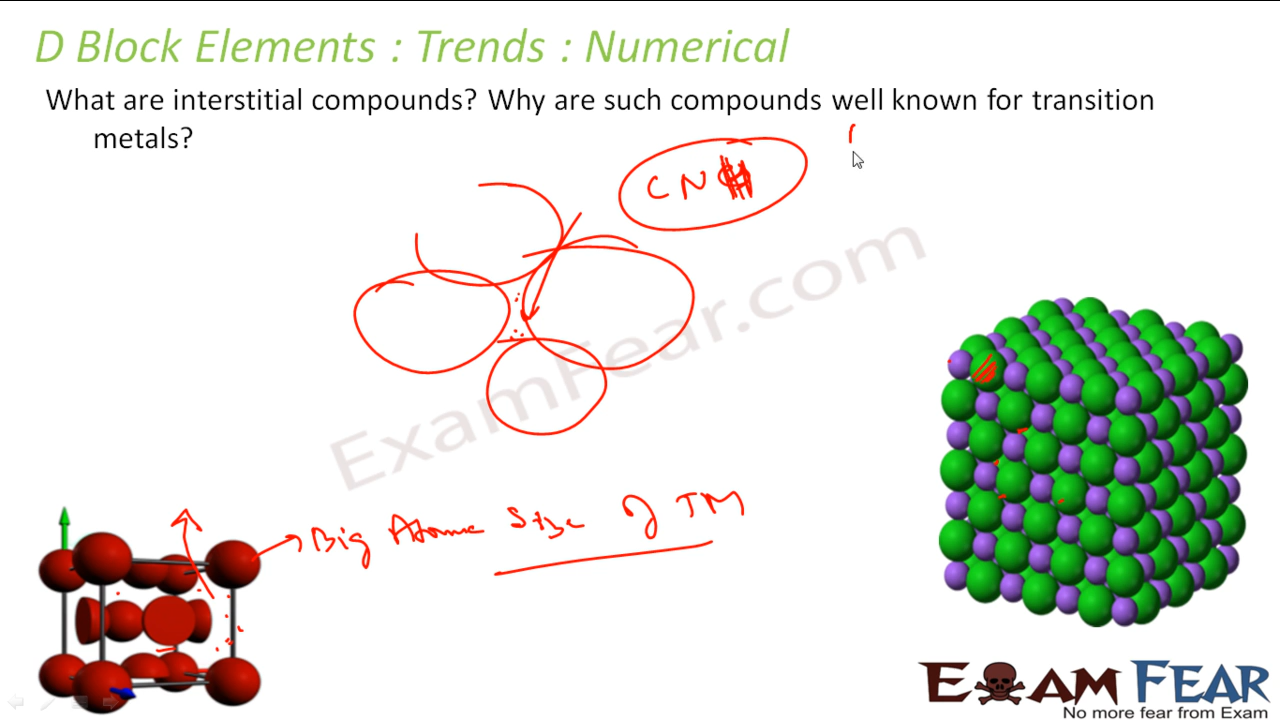 D Block Elements : Trends : Numerical
What are interstitial compounds? Why are such compounds well known for transition
metals?
C N
ExamFear.com
Big Atomic Size of TM
EXAM FEAR
No more fear from Exam